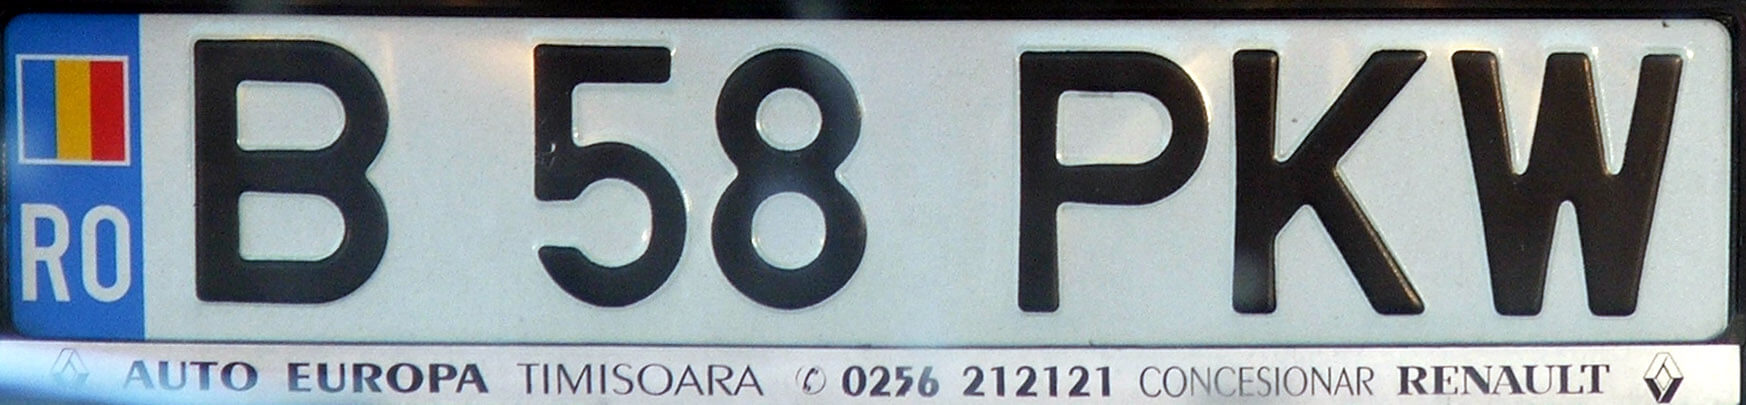 RO B 58 PKW
AUTO EUROPA TIMISOARA ✆ 0256 212121 CONCESIONAR RENAULT